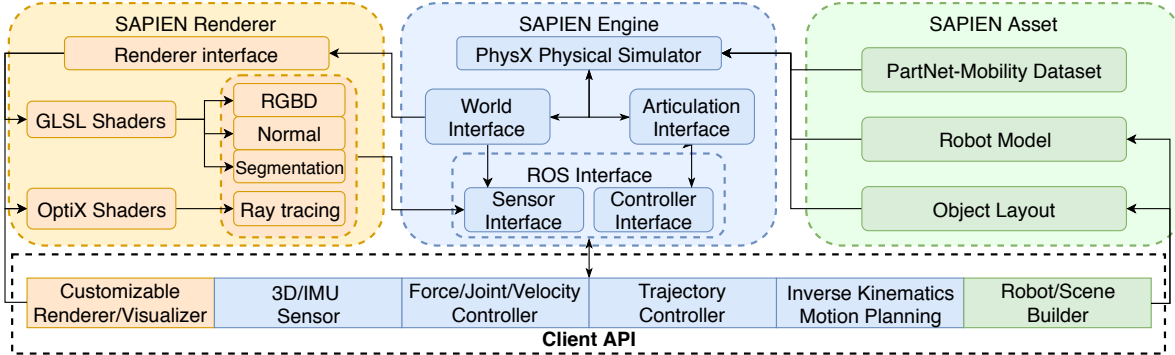 SAPIEN Renderer
Renderer interface
GLSL Shaders
RGBD
Normal
Segmentation
OptiX Shaders
Ray tracing
SAPIEN Engine
PhysX Physical Simulator
World
Interface
Articulation
Interface
ROS Interface
Sensor
Interface
Controller
Interface
SAPIEN Asset
PartNet-Mobility Dataset
Robot Model
Object Layout
Customizable
Renderer/Visualizer
3D/IMU
Sensor
Force/Joint/Velocity
Controller
Trajectory
Controller
Inverse Kinematics
Motion Planning
Robot/Scene
Builder
Client API